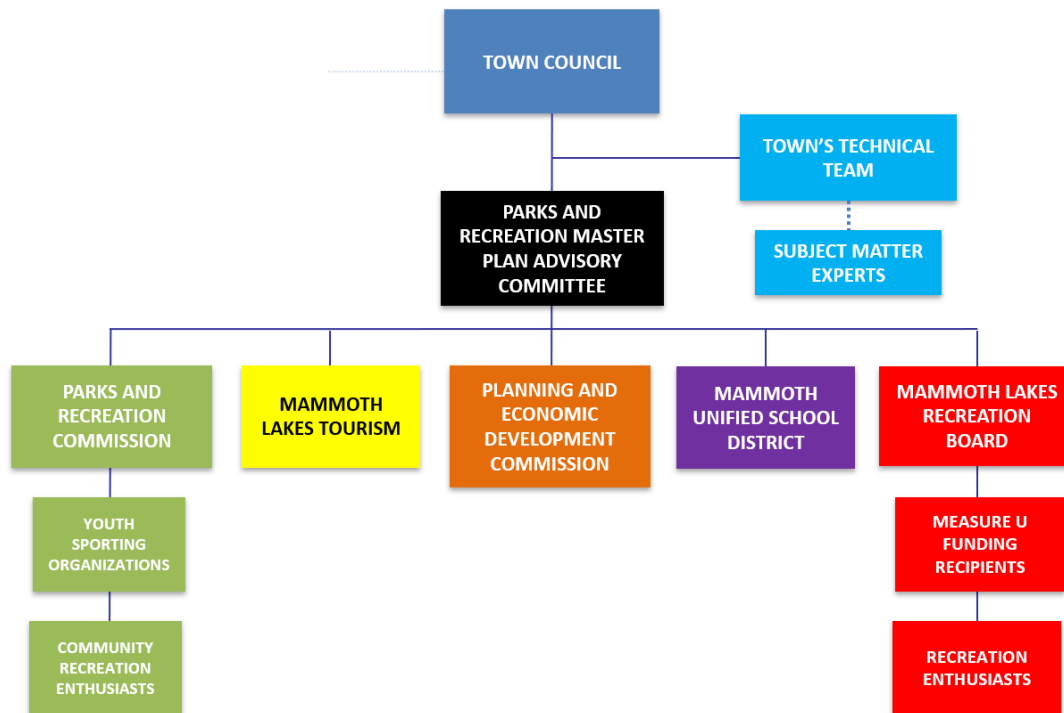 TOWN COUNCIL
TOWN'S TECHNICAL
TEAM
PARKS AND
RECREATION MASTER
PLAN ADVISORY
COMMITTEE
SUBJECT MATTER
EXPERTS
PARKS AND
RECREATION
COMMISSION
MAMMOTH
LAKES TOURISM
PLANNING AND
ECONOMIC
DEVELOPMENT
COMMISSION
MAMMOTH
UNIFIED SCHOOL
DISTRICT
MAMMOTH LAKES
RECREATION
BOARD
YOUTH
SPORTING
ORGANIZATIONS
MEASURE U
FUNDING
RECIPIENTS
COMMUNITY
RECREATION
ENTHUSIASTS
RECREATION
ENTHUSIASTS